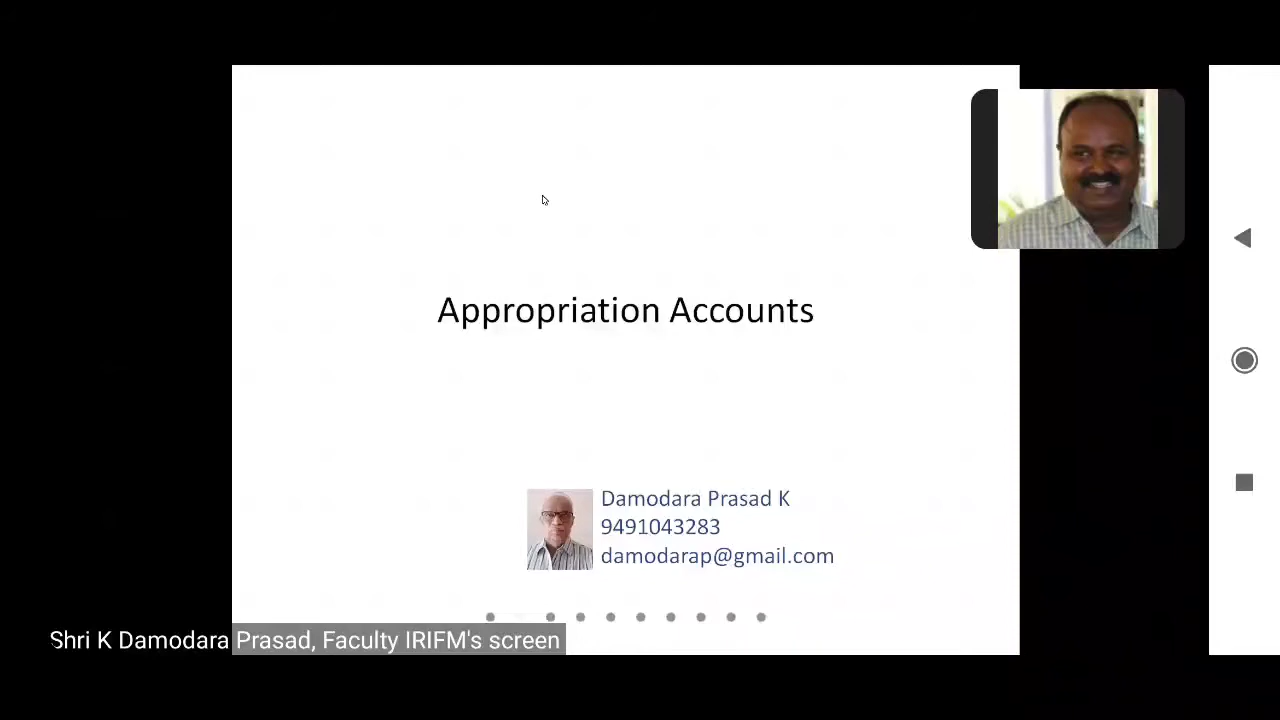 Appropriation Accounts
Damodara Prasad K
9491043283
damodarap@gmail.com
Shri K Damodara Prasad, Faculty IRIFM's screen